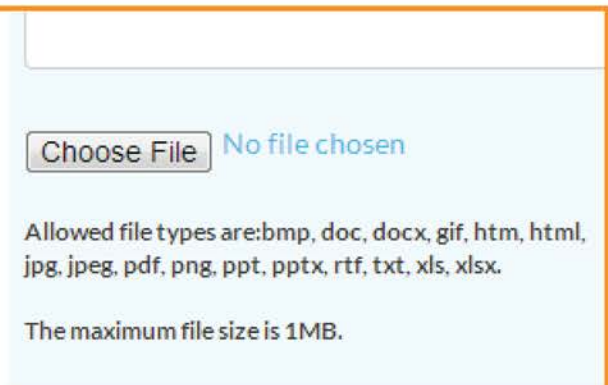 Choose File No file chosen
Allowed file types are:bmp, doc, docx, gif, htm, html,
jpg, jpeg, pdf, png, ppt, pptx, rtf, txt, xls, xlsx.
The maximum file size is 1MB.